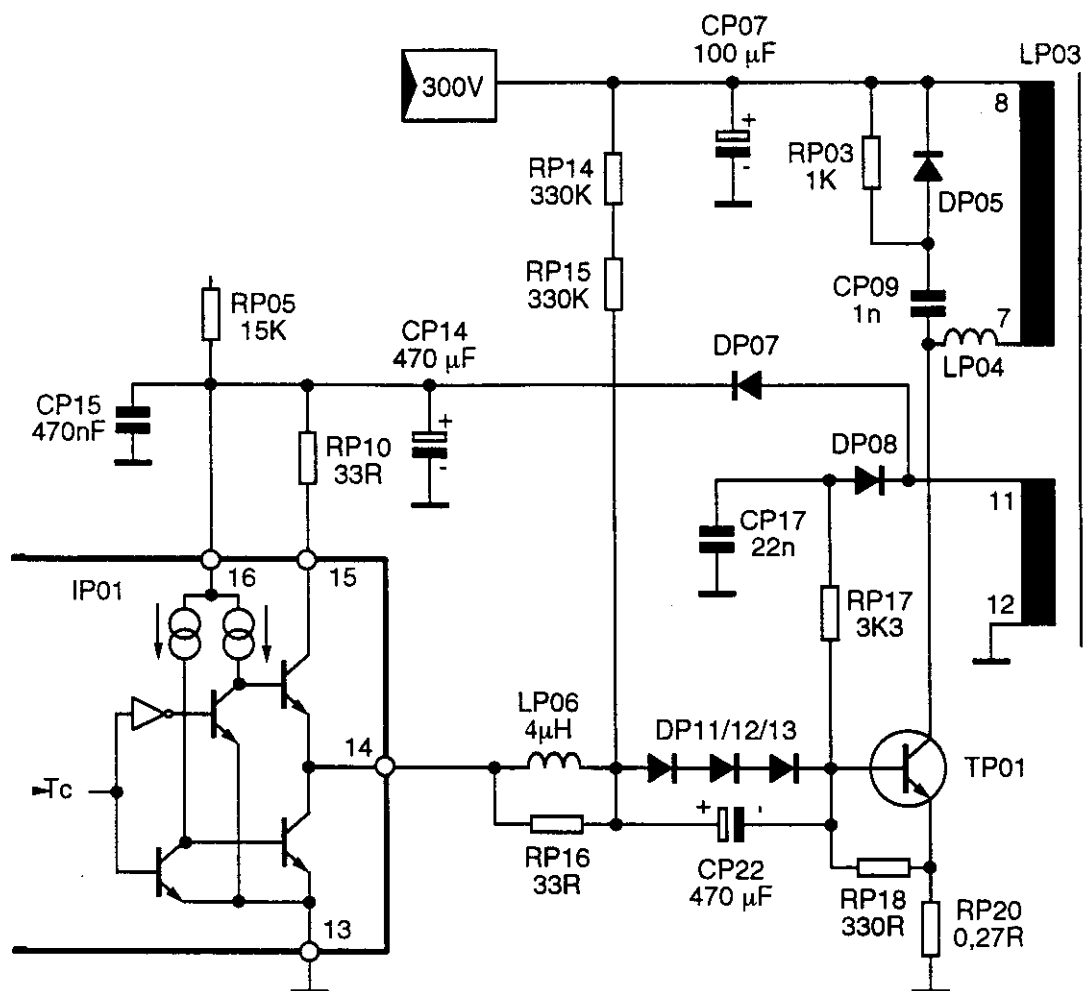 CP07
100 µF
LP03
300V
8
RP14
330K
RP03
1K
DP05
RP15
330K
RP05
15K
CP09
1n
7
LP04
CP14
470 µF
DP07
CP15
470nF
RP10
33R
DP08
11
CP17
22n
IP01
16
15
RP17
3K3
12
LP06
4µH
DP11/12/13
14
TP01
Tc
RP16
33R
CP22
470 µF
RP18
330R
RP20
0,27R
13